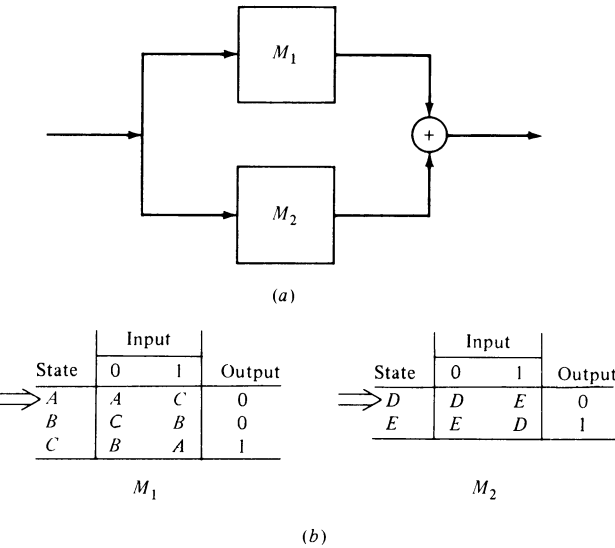 M1
+
M2
(a)
Input
State 0 1 Output
A A C 0
B C B 0
C B A 1
M1
Input
State 0 1 Output
D D E 0
E E D 1
M2
(b)